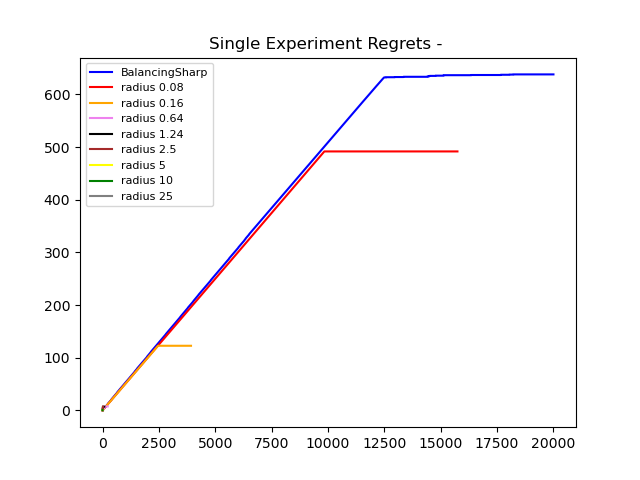 Single Experiment Regrets -
BalancingSharp
radius 0.08
radius 0.16
radius 0.64
radius 1.24
radius 2.5
radius 5
radius 10
radius 25
600
500
400
300
200
100
0
0 2500 5000 7500 10000 12500 15000 17500 20000